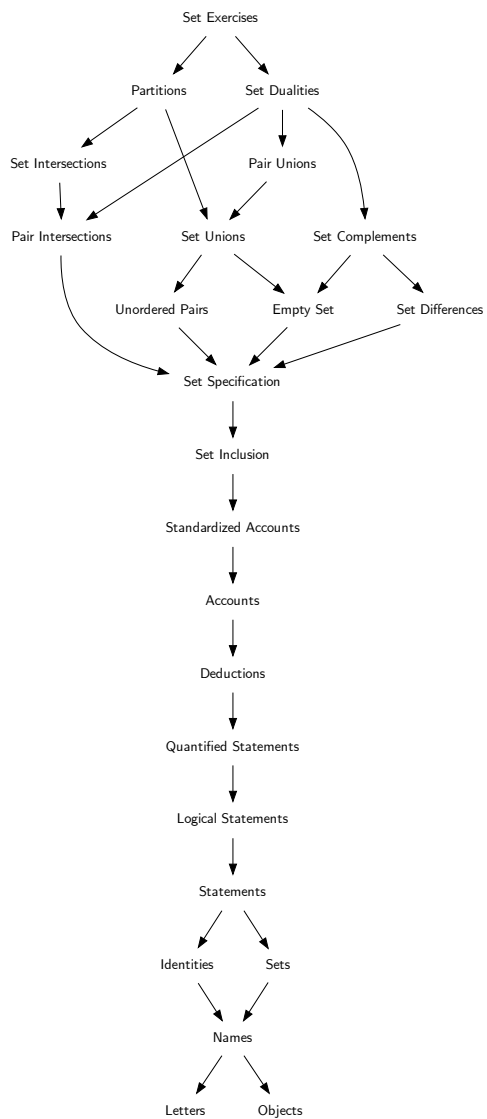 Set Exercises
Partitions
Set Dualities
Set Intersections
Pair Unions
Pair Intersections
Set Unions
Set Complements
Unordered Pairs
Empty Set
Set Differences
Set Specification
Set Inclusion
Standardized Accounts
Accounts
Deductions
Quantified Statements
Logical Statements
Statements
Identities
Sets
Names
Letters
Objects